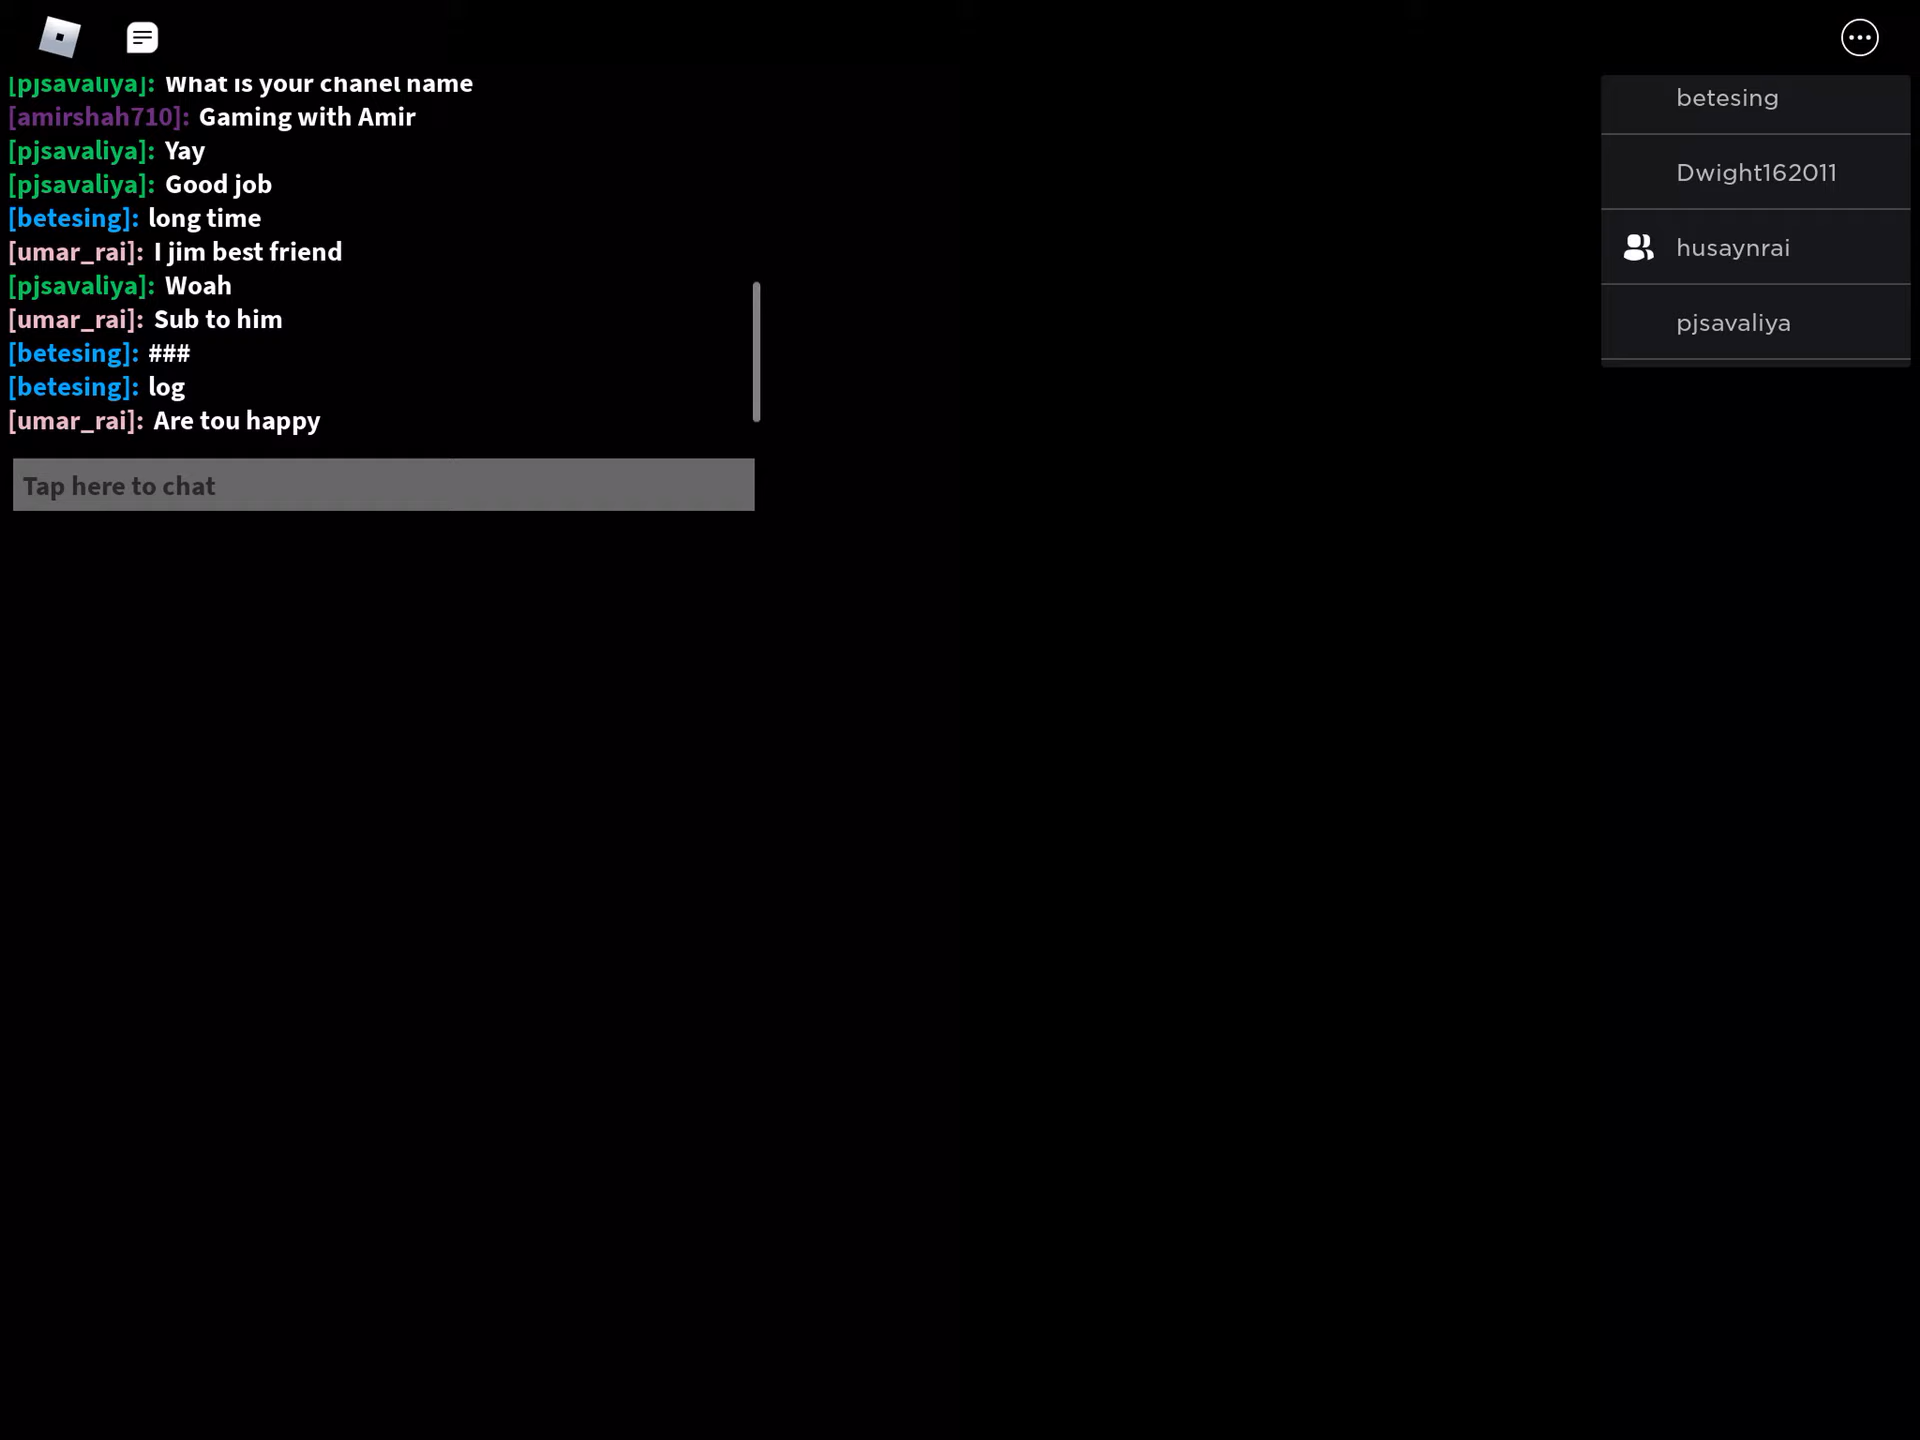 [pjsavaliya]: What is your chanel name
[amirshah710]: Gaming with Amir
[pjsavaliya]: Yay
[pjsavaliya]: Good job
[betesing]: long time
[umar_rai]: I jim best friend
[pjsavaliya]: Woah
[umar_rai]: Sub to him
[betesing]: ###
[betesing]: log
[umar_rai]: Are tou happy
Tap here to chat
betesing
Dwight162011
husaynrai
pjsavaliya